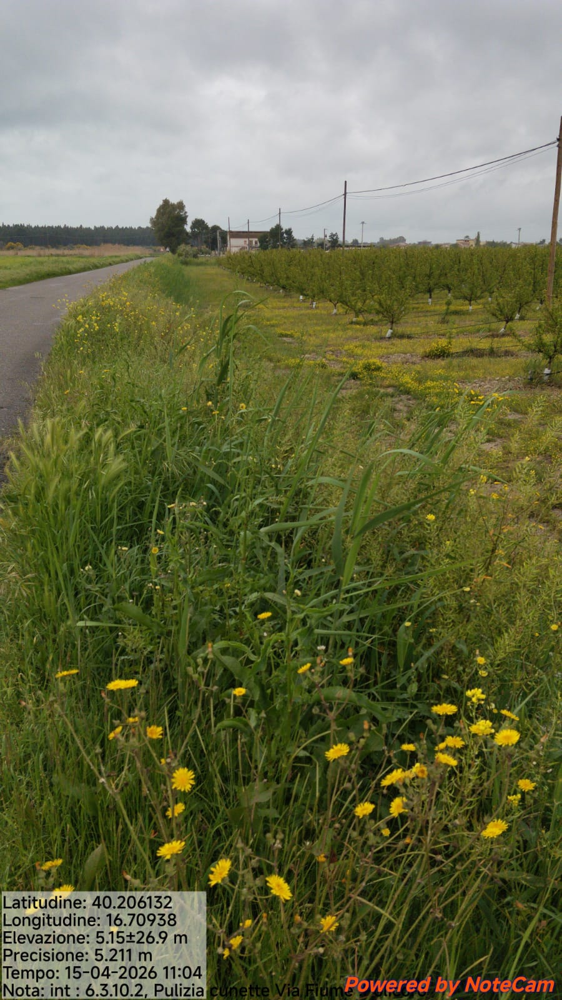 Latitudine: 40.206132
Longitudine: 16.70938
Elevazione: 5.15±26.9 m
Precisione: 5.211 m
Tempo: 15-04-2026 11:04
Nota: int : 6.3.10.2, Pulizia cunette Via Fiume
Powered by NoteCam